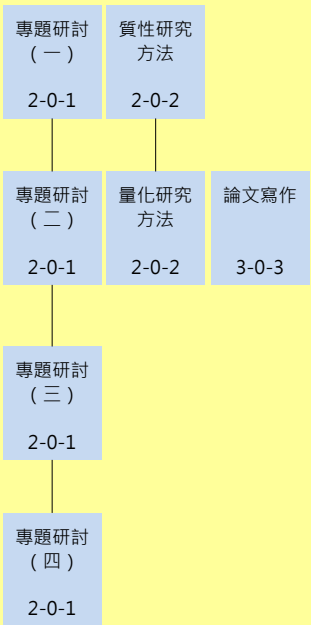 專題研討
(一)
2-0-1
質性研究
方法
2-0-2
專題研討
(二)
2-0-1
量化研究
方法
2-0-2
論文寫作
3-0-3
專題研討
(三)
2-0-1
專題研討
(四)
2-0-1